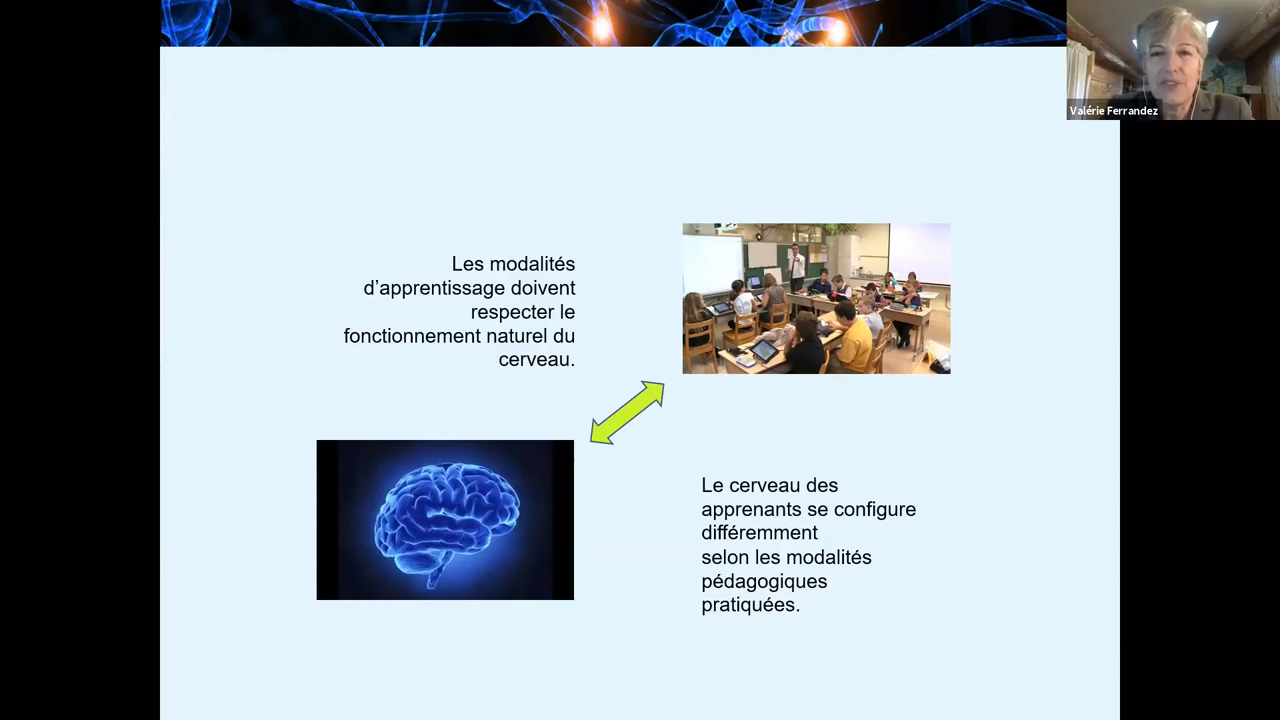 Valérie Ferrandez
Les modalités
d’apprentissage doivent
respecter le
fonctionnement naturel du
cerveau.
Le cerveau des
apprenants se configure
différemment
selon les modalités
pédagogiques
pratiquées.